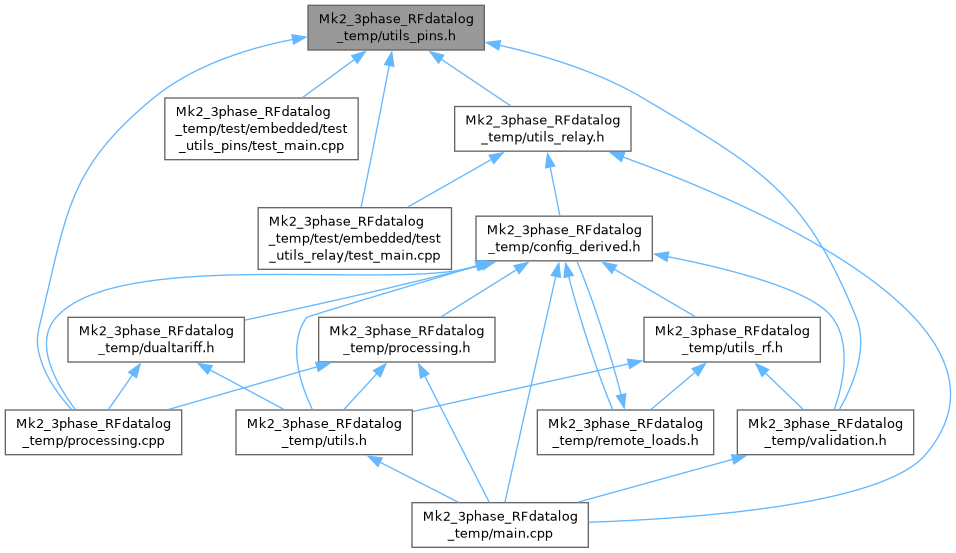 Mk2_3phase_RFdatalog
_temp/utils_pins.h
Mk2_3phase_RFdatalog
_temp/test/embedded/test
_utils_pins/test_main.cpp
Mk2_3phase_RFdatalog
_temp/utils_relay.h
Mk2_3phase_RFdatalog
_temp/test/embedded/test
_utils_relay/test_main.cpp
Mk2_3phase_RFdatalog
_temp/config_derived.h
Mk2_3phase_RFdatalog
_temp/dualtariff.h
Mk2_3phase_RFdatalog
_temp/processing.h
Mk2_3phase_RFdatalog
_temp/utils_rf.h
Mk2_3phase_RFdatalog
_temp/processing.cpp
Mk2_3phase_RFdatalog
_temp/utils.h
Mk2_3phase_RFdatalog
_temp/remote_loads.h
Mk2_3phase_RFdatalog
_temp/validation.h
Mk2_3phase_RFdatalog
_temp/main.cpp